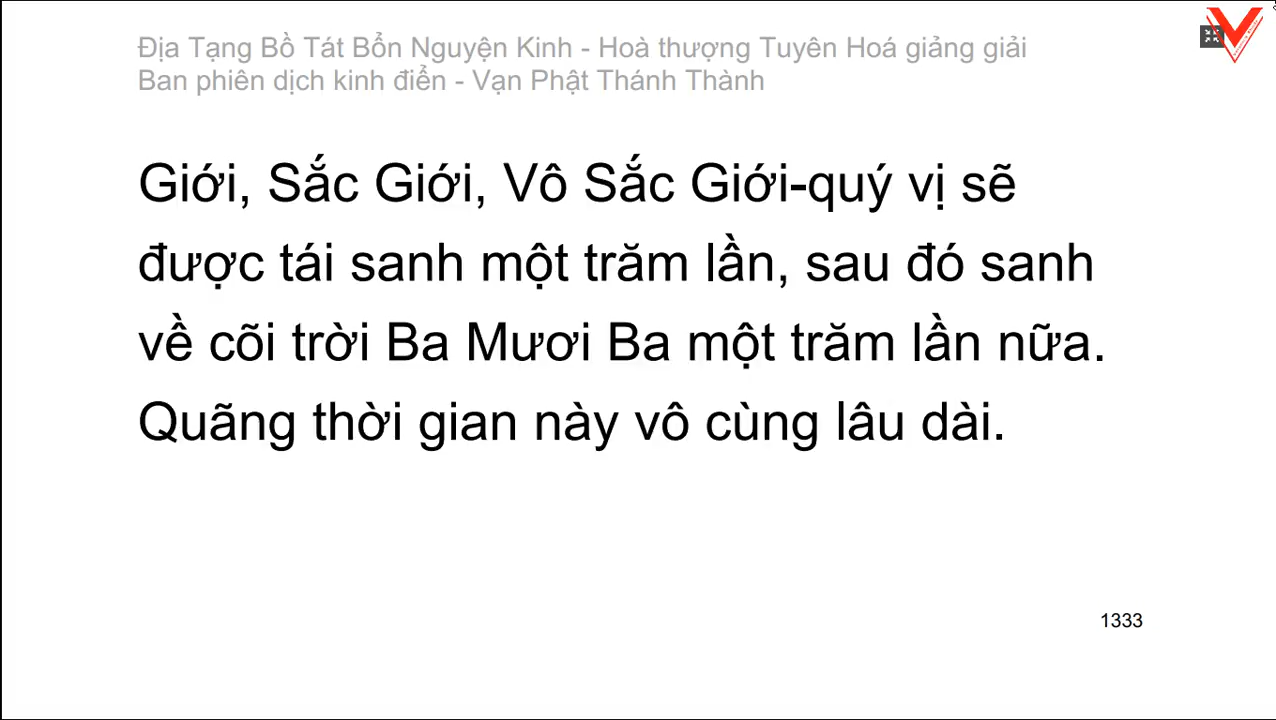 Địa Tạng Bồ Tát Bổn Nguyện Kinh - Hoà thượng Tuyên Hoá giảng giải
Ban phiên dịch kinh điển - Vạn Phật Thánh Thành
Giới, Sắc Giới, Vô Sắc Giới-quý vị sẽ
được tái sanh một trăm lần, sau đó sanh
về cõi trời Ba Mươi Ba một trăm lần nữa.
Quãng thời gian này vô cùng lâu dài.
1333